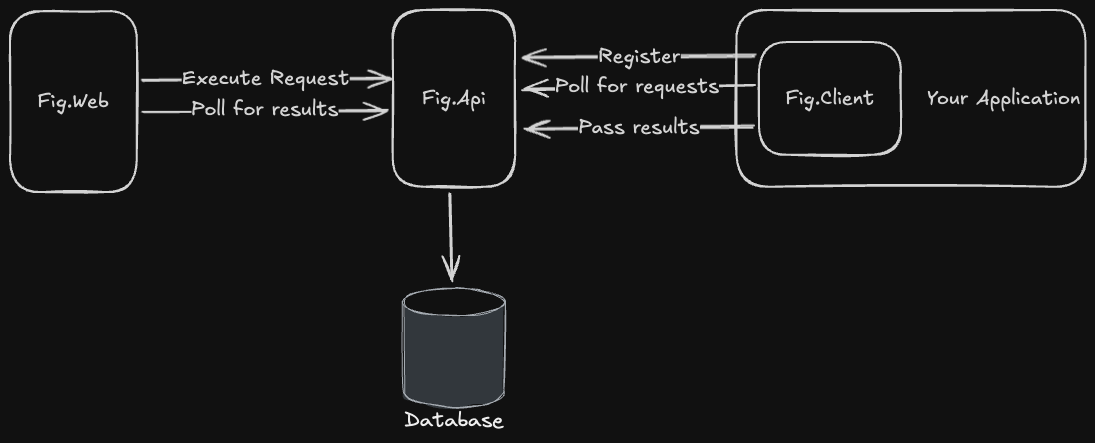 Fig.Web
Execute Request
Poll for results
Fig.Api
Register
Poll for requests
Pass results
Fig.Client
Your Application
Database